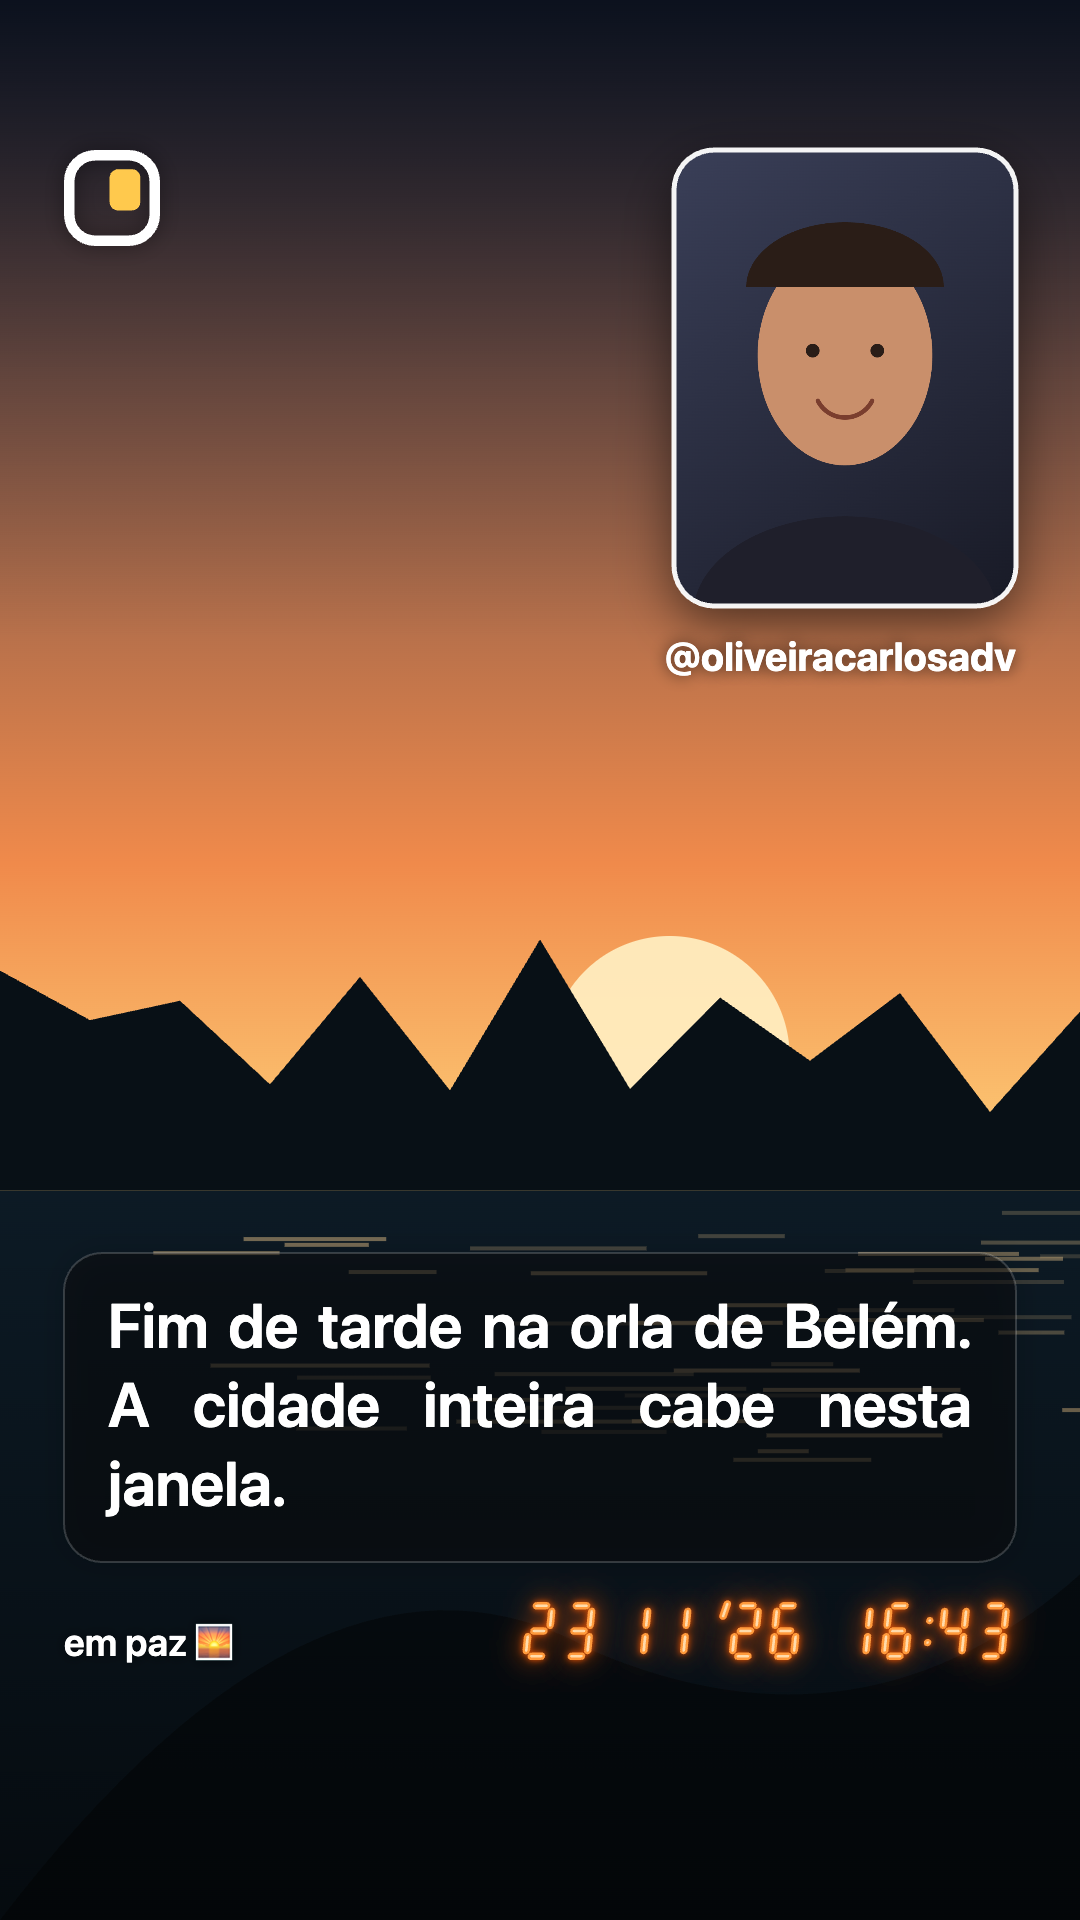 @oliveiracarlosadv
Fim de tarde na orla de Belém.
A cidade inteira cabe nesta
janela.
em paz 🌅
23 11 '26 16:43